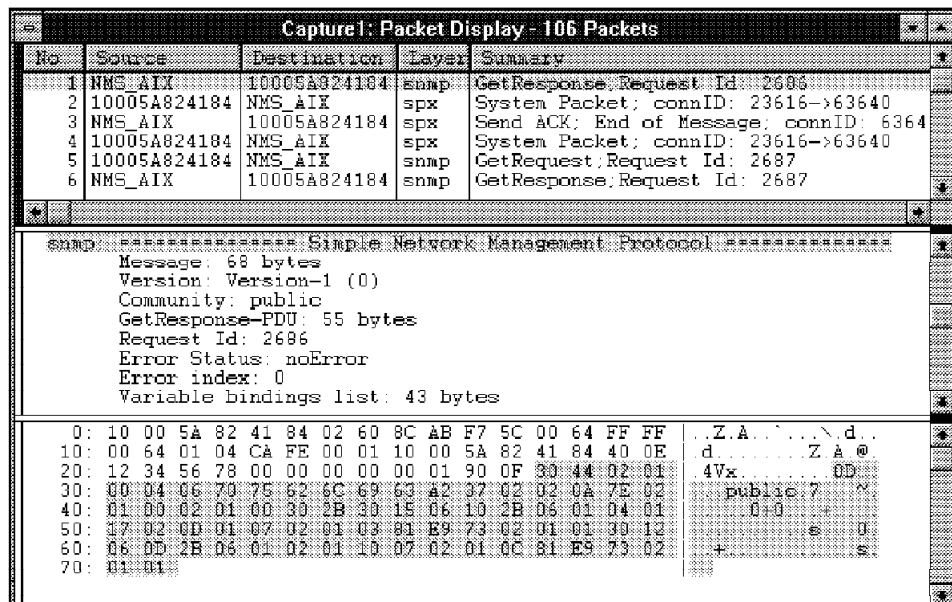 Capture1: Packet Display - 106 Packets
No Source Destination Layer Summary
1 NMS_AIX 10005A824184 snmp GetResponse;Request Id: 2686
2 10005A824184 NMS_AIX spx System Packet; connID: 23616->63640
3 NMS_AIX 10005A824184 spx Send ACK; End of Message; connID: 6364
4 10005A824184 NMS_AIX spx System Packet; connID: 23616->63640
5 10005A824184 NMS_AIX snmp GetRequest;Request Id: 2687
6 NMS_AIX 10005A824184 snmp GetResponse;Request Id: 2687
snmp: =============== Simple Network Management Protocol ===============
Message: 68 bytes
Version: Version-1 (0)
Community: public
GetResponse-PDU: 55 bytes
Request Id: 2686
Error Status: noError
Error index: 0
Variable bindings list: 43 bytes
0: 10 00 5A 82 41 84 02 60 8C AB F7 5C 00 64 FF FF ..Z.A..`...\.d..
10: 00 64 01 04 CA FE 00 01 10 00 5A 82 41 84 40 0E .d........Z.A.@.
20: 12 34 56 78 00 00 00 00 00 01 90 0F 30 44 02 01 .4Vx........0D..
30: 00 04 06 70 75 62 6C 69 63 A2 37 02 02 0A 7E 02 ...public.7...~.
40: 01 00 02 01 00 30 2B 30 15 06 10 2B 06 01 04 01 .....0+0...+....
50: 17 02 0D 01 07 02 01 03 81 E9 73 02 01 01 30 12 ..........s...0.
60: 06 0D 2B 06 01 02 01 10 07 02 01 0C 81 E9 73 02 ..+...........s.
70: 01 01 ..